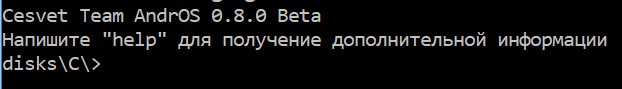 Cesvet Team AndrOS 0.8.0 Beta
Напишите "help" для получение дополнительной информации
disks\C\>